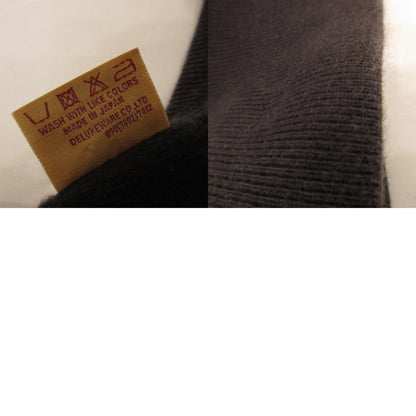 WASH WITH LIKE COLORS
MADE IN JAPAN
DELUXEWARE CO.,LTD